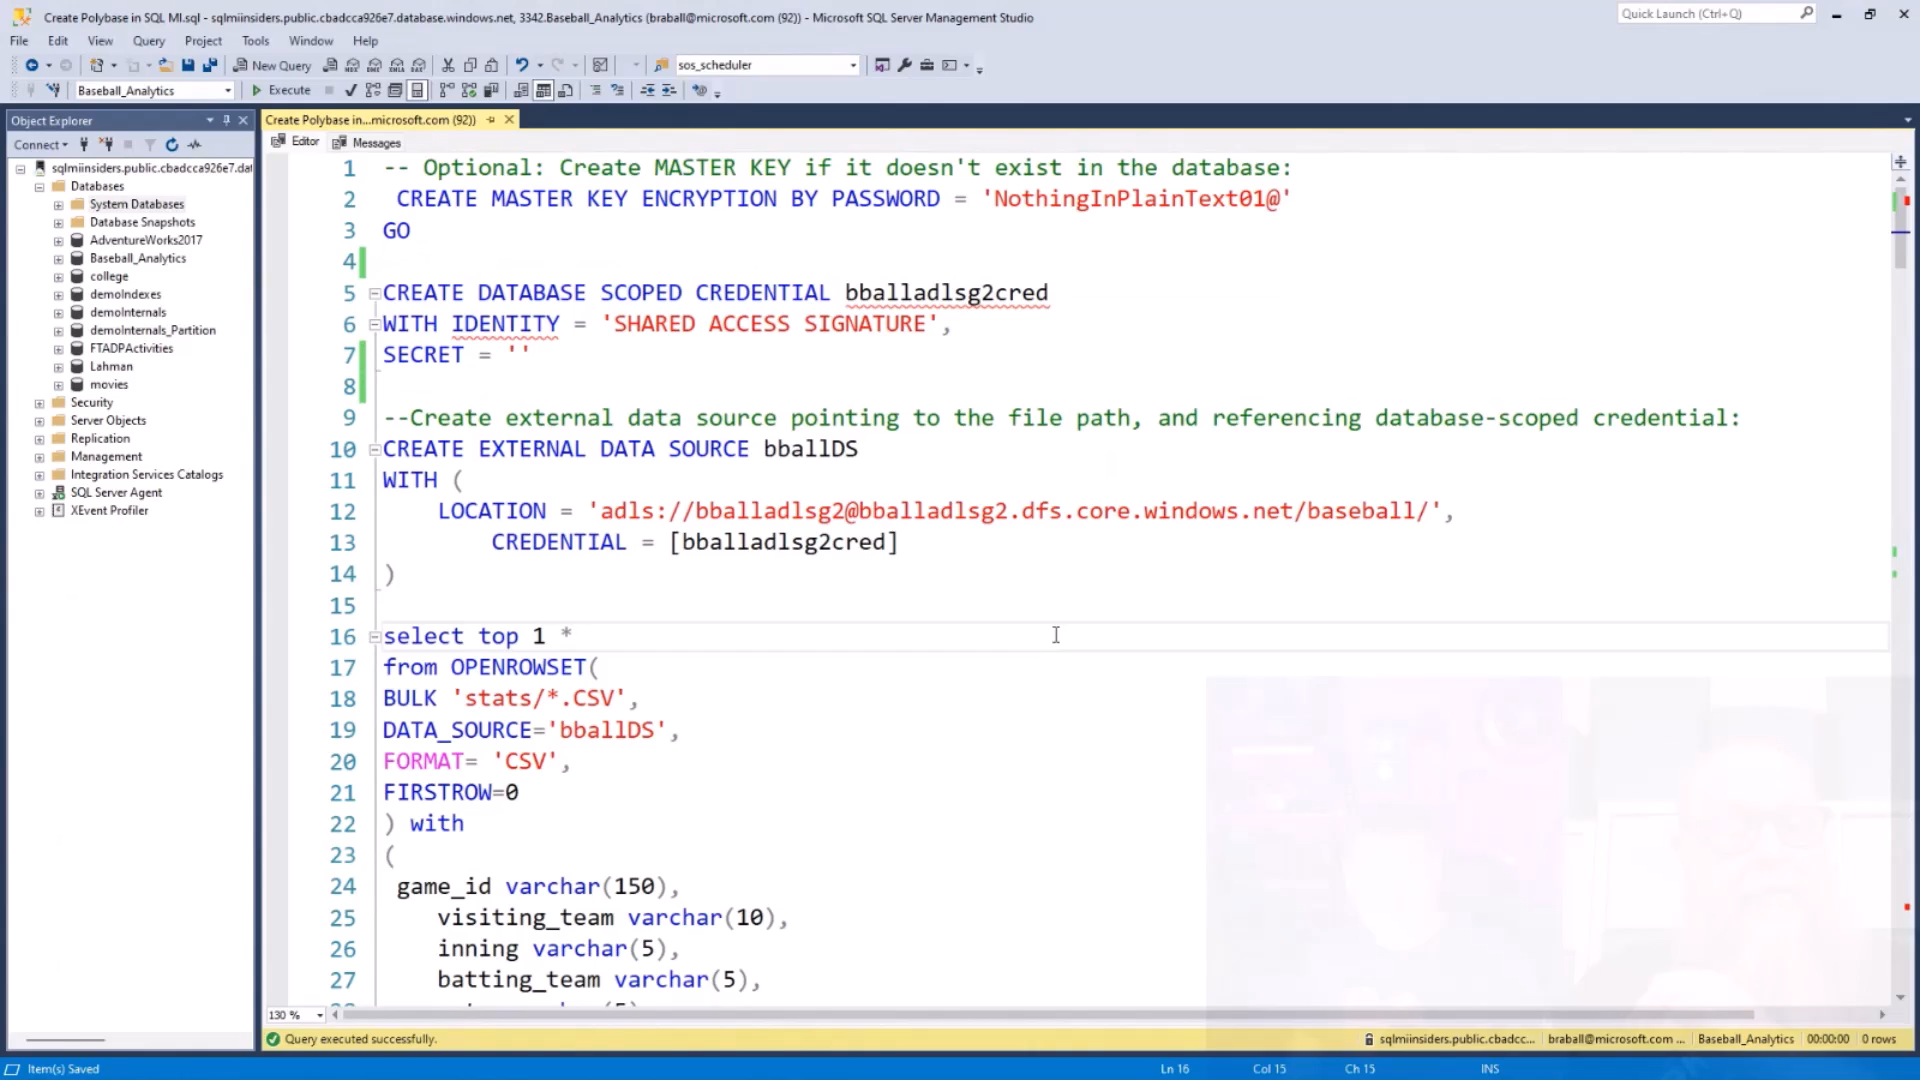 Create Polybase in SQL MI.sql - sqlmiinsiders.public.cbadcca926e7.database.windows.net, 3342.Baseball_Analytics (braball@microsoft.com (92)) - Microsoft SQL Server Management Studio
Quick Launch (Ctrl+Q)
File Edit View Query Project Tools Window Help
New Query
sos_scheduler
Baseball_Analytics
Execute
Object Explorer
Connect
sqlmiinsiders.public.cbadcca926e7.dat
Databases
System Databases
Database Snapshots
AdventureWorks2017
Baseball_Analytics
college
demoIndexes
demoInternals
demoInternals_Partition
FTADPActivities
Lahman
movies
Security
Server Objects
Replication
Management
Integration Services Catalogs
SQL Server Agent
XEvent Profiler
Create Polybase in...microsoft.com (92))
Editor Messages
1 -- Optional: Create MASTER KEY if it doesn't exist in the database:
2 CREATE MASTER KEY ENCRYPTION BY PASSWORD = 'NothingInPlainText01@'
3 GO
4
5 CREATE DATABASE SCOPED CREDENTIAL bballadlsg2cred
6 WITH IDENTITY = 'SHARED ACCESS SIGNATURE',
7 SECRET = ''
8
9 --Create external data source pointing to the file path, and referencing database-scoped credential:
10 CREATE EXTERNAL DATA SOURCE bballDS
11 WITH (
12 LOCATION = 'adls://bballadlsg2@bballadlsg2.dfs.core.windows.net/baseball/',
13 CREDENTIAL = [bballadlsg2cred]
14 )
15
16 select top 1 *
17 from OPENROWSET(
18 BULK 'stats/*.CSV',
19 DATA_SOURCE='bballDS',
20 FORMAT= 'CSV',
21 FIRSTROW=0
22 ) with
23 (
24 game_id varchar(150),
25 visiting_team varchar(10),
26 inning varchar(5),
27 batting_team varchar(5),
130 %
Query executed successfully.
sqlmiinsiders.public.cbadcc... braball@microsoft.com ... Baseball_Analytics 00:00:00 0 rows
Item(s) Saved
Ln 16 Col 15 Ch 15 INS